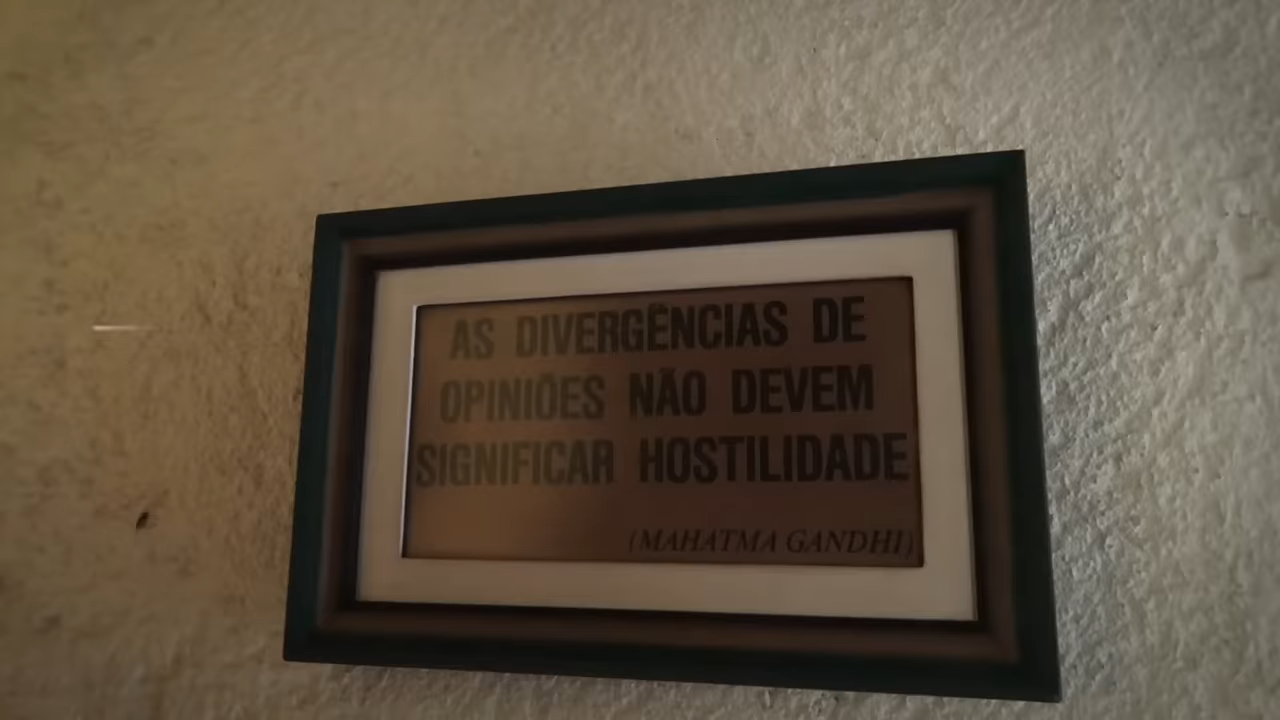 AS DIVERGÊNCIAS DE
OPINIÕES NÃO DEVEM
SIGNIFICAR HOSTILIDADE
(MAHATMA GANDHI)